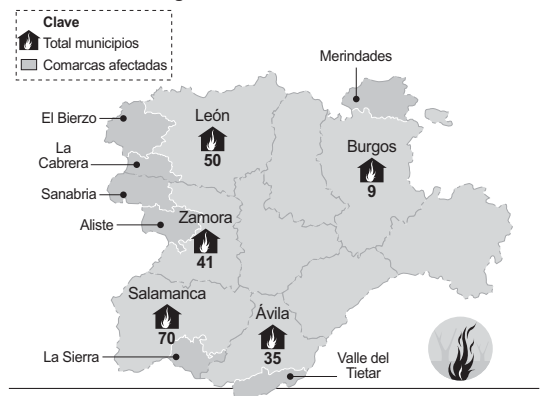 Clave
Total municipios
Comarcas afectadas
Merindades
El Bierzo
León
50
La
Cabrera
Burgos
9
Sanabria
Aliste
Zamora
41
Salamanca
70
Ávila
35
La Sierra
Valle del
Tietar